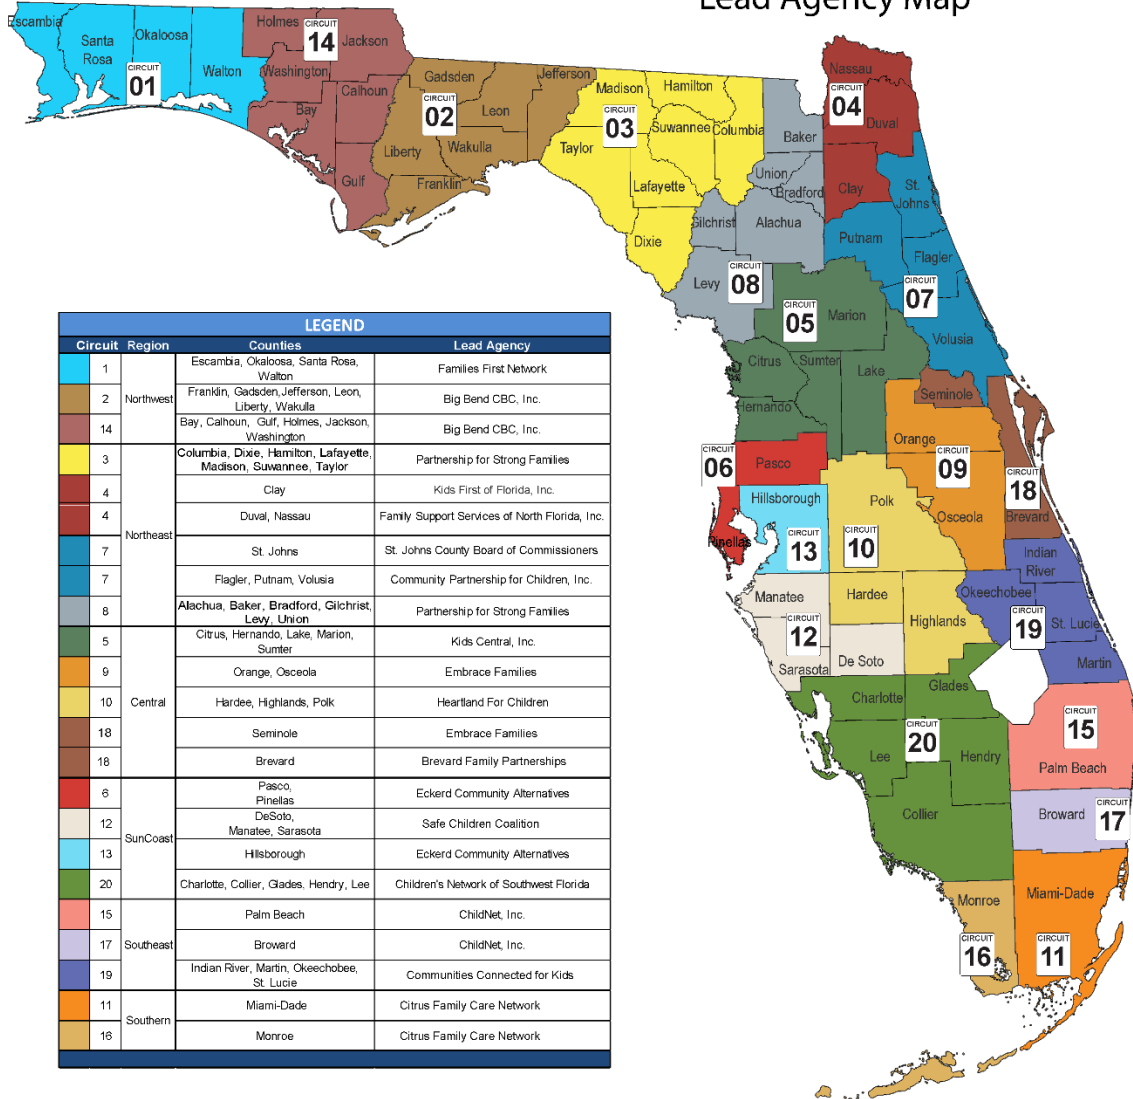 Lead Agency Map
Escambia
Santa
Rosa
Okaloosa
Walton
CIRCUIT
01
Holmes
CIRCUIT
14
Jackson
Washington
Calhoun
Bay
Gulf
Gadsden
Jefferson
CIRCUIT
02
Leon
Liberty
Wakulla
Franklin
Madison
Hamilton
CIRCUIT
03
Suwannee
Columbia
Taylor
Lafayette
Dixie
Nassau
CIRCUIT
04
Duval
Baker
Union
Bradford
Clay
St.
Johns
Gilchrist
Alachua
Putnam
Flagler
Levy
CIRCUIT
08
CIRCUIT
07
CIRCUIT
05
Marion
Volusia
Citrus
Sumter
Lake
Seminole
Hernando
Orange
CIRCUIT
06
Pasco
CIRCUIT
09
CIRCUIT
18
Hillsborough
Polk
Osceola
Brevard
Pinellas
CIRCUIT
13
CIRCUIT
10
Indian
River
Manatee
Hardee
Okeechobee
Highlands
CIRCUIT
19
St. Lucie
CIRCUIT
12
De Soto
Sarasota
Martin
Charlotte
Glades
CIRCUIT
15
CIRCUIT
20
Lee
Hendry
Palm Beach
Collier
Broward
CIRCUIT
17
Monroe
Miami-Dade
CIRCUIT
16
CIRCUIT
11
LEGEND
Circuit Region Counties Lead Agency
1 Escambia, Okaloosa, Santa Rosa,
Walton Families First Network
Northwest
2 Franklin, Gadsden,Jefferson, Leon,
Liberty, Wakulla Big Bend CBC, Inc.
14 Bay, Calhoun, Gulf, Holmes, Jackson,
Washington Big Bend CBC, Inc.
3 Columbia, Dixie, Hamilton, Lafayette,
Madison, Suwannee, Taylor Partnership for Strong Families
4 Clay Kids First of Florida, Inc.
4 Duval, Nassau Family Support Services of North Florida, Inc.
Northeast
7 St. Johns St. Johns County Board of Commissioners
7 Flagler, Putnam, Volusia Community Partnership for Children, Inc.
8 Alachua, Baker, Bradford, Gilchrist,
Levy, Union Partnership for Strong Families
5 Citrus, Hernando, Lake, Marion,
Sumter Kids Central, Inc.
9 Orange, Osceola Embrace Families
10 Central Hardee, Highlands, Polk Heartland For Children
18 Seminole Embrace Families
18 Brevard Brevard Family Partnerships
6 Pasco,
Pinellas Eckerd Community Alternatives
12 DeSoto,
Manatee, Sarasota Safe Children Coalition
SunCoast
13 Hillsborough Eckerd Community Alternatives
20 Charlotte, Collier, Glades, Hendry, Lee Children's Network of Southwest Florida
15 Palm Beach ChildNet, Inc.
17 Southeast Broward ChildNet, Inc.
19 Indian River, Martin, Okeechobee,
St. Lucie Communities Connected for Kids
11 Miami-Dade Citrus Family Care Network
Southern
16 Monroe Citrus Family Care Network